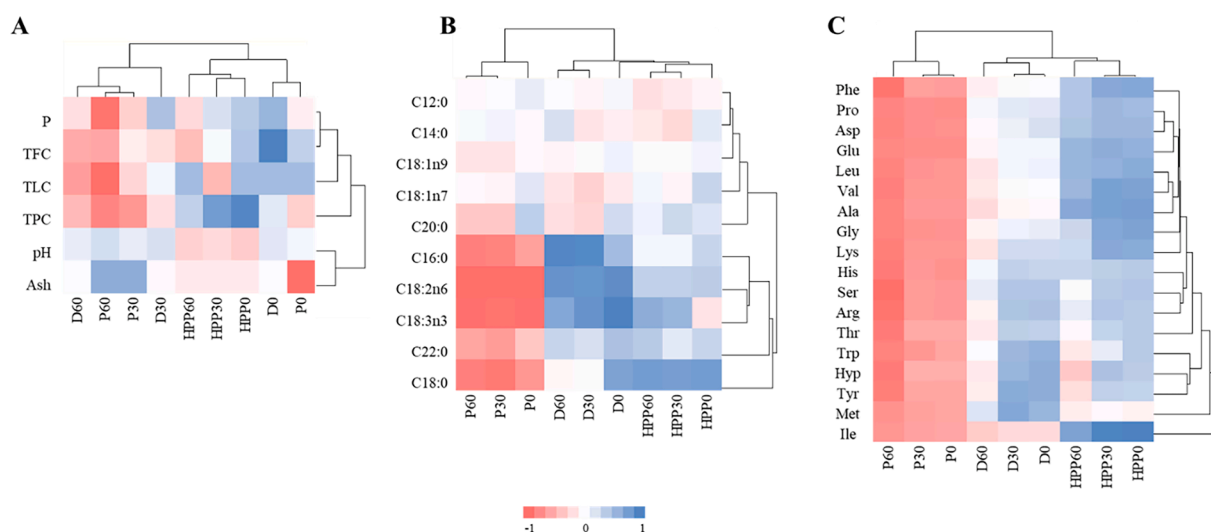 A
P
TFC
TLC
TPC
pH
Ash
D60
P60
P30
D30
HPP60
HPP30
HPP0
D0
P0
B
C12:0
C14:0
C18:1n9
C18:1n7
C20:0
C16:0
C18:2n6
C18:3n3
C22:0
C18:0
P60
P30
P0
D60
D30
D0
HPP60
HPP30
HPP0
C
Phe
Pro
Asp
Glu
Leu
Val
Ala
Gly
Lys
His
Ser
Arg
Thr
Trp
Hyp
Tyr
Met
Ile
P60
P30
P0
D60
D30
D0
HPP60
HPP30
HPP0
-1 0 1